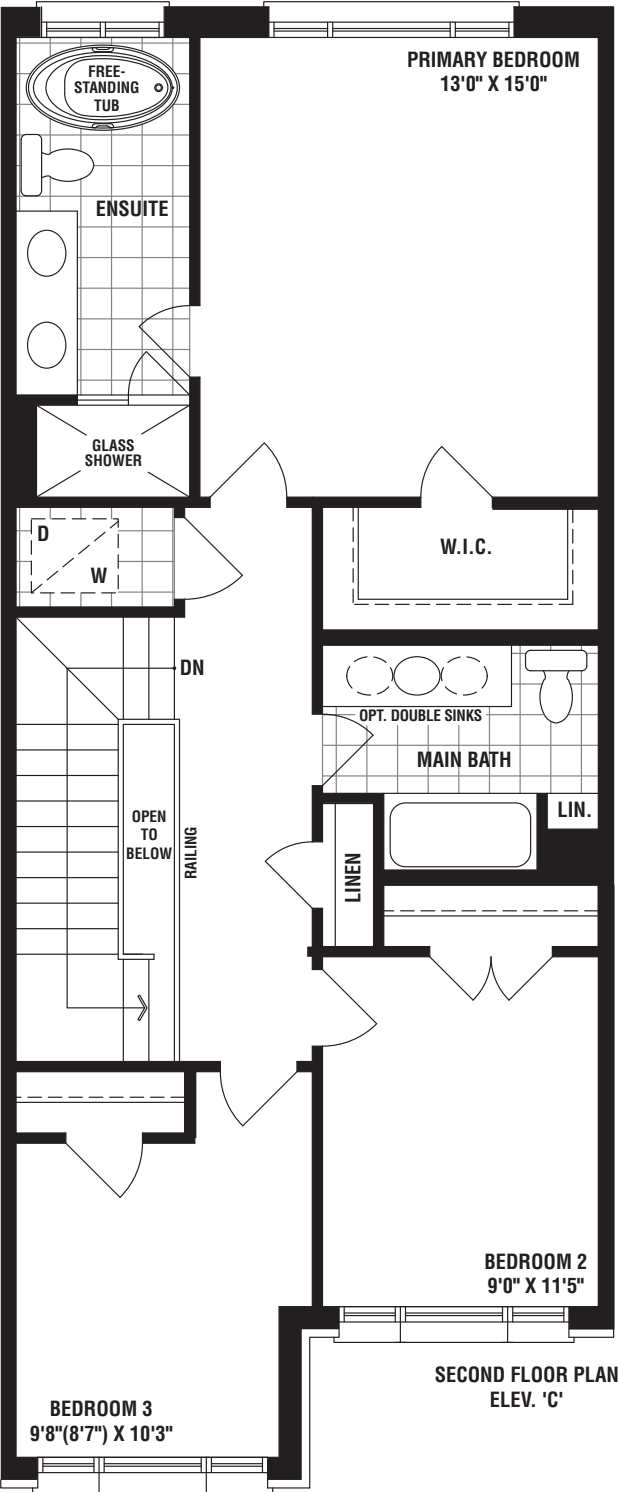 PRIMARY BEDROOM
13'0" X 15'0"
FREE-
STANDING
TUB
ENSUITE
GLASS
SHOWER
D
W
W.I.C.
DN
OPT. DOUBLE SINKS
MAIN BATH
LIN.
OPEN
TO
BELOW
RAILING
LINEN
BEDROOM 2
9'0" X 11'5"
SECOND FLOOR PLAN
ELEV. 'C'
BEDROOM 3
9'8"(8'7") X 10'3"